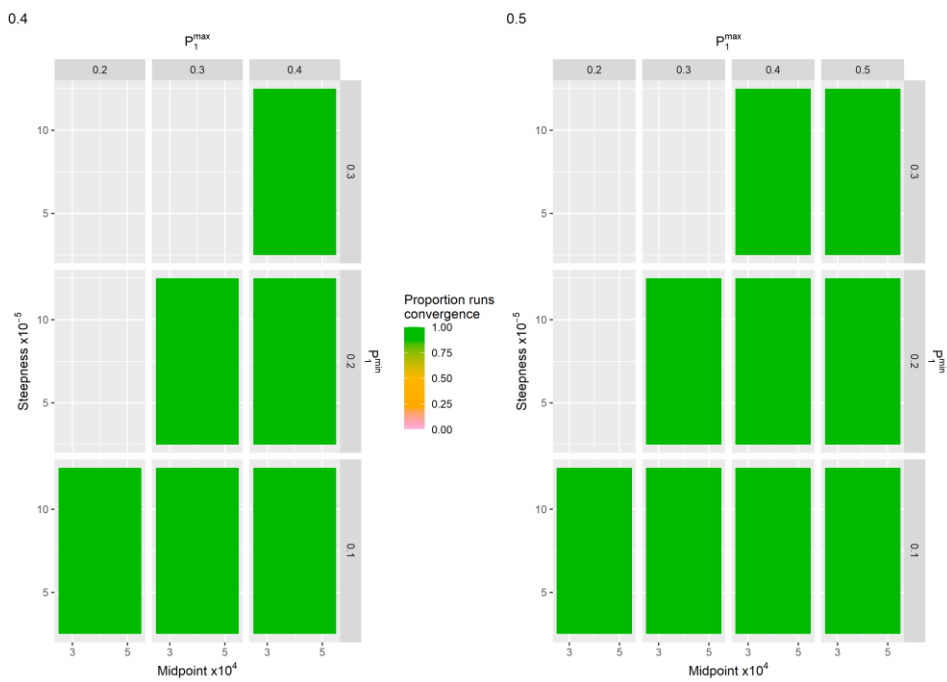 0.4
P₁ᵐᵃˣ
0.2 0.3 0.4
10
5
0.3
10
5
0.2
10
5
0.1
Steepness x10⁻⁵
P₁ᵐⁱⁿ
3 5 3 5 3 5
Midpoint x10⁴
Proportion runs
convergence
1.00
0.75
0.50
0.25
0.00
0.5
P₁ᵐᵃˣ
0.2 0.3 0.4 0.5
10
5
0.3
10
5
0.2
10
5
0.1
Steepness x10⁻⁵
P₁ᵐⁱⁿ
3 5 3 5 3 5 3 5
Midpoint x10⁴